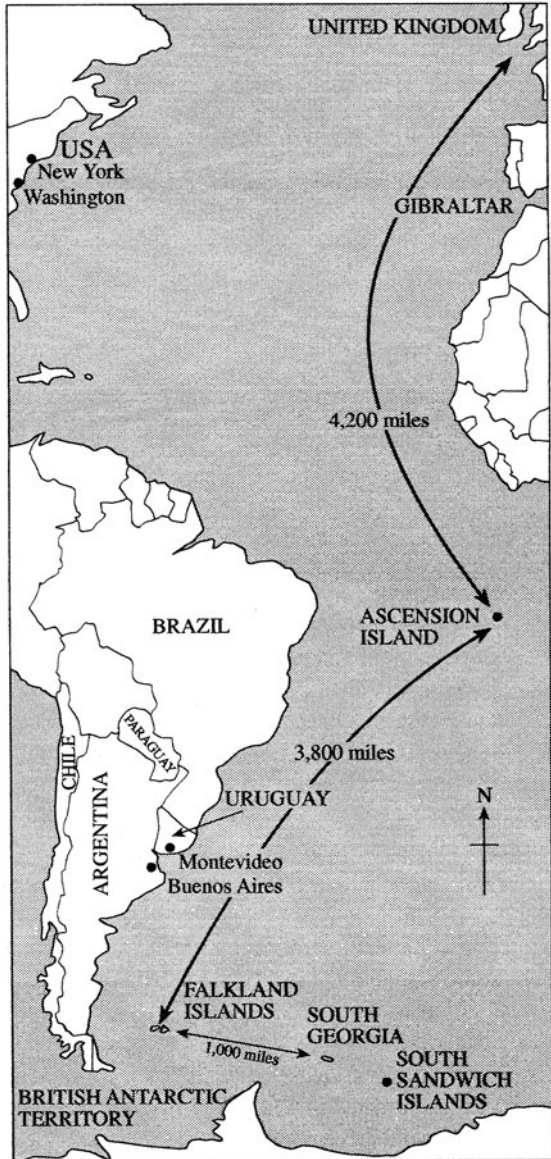 UNITED KINGDOM
USA
New York
Washington
GIBRALTAR
4,200 miles
ASCENSION
ISLAND
BRAZIL
3,800 miles
PARAGUAY
CHILE
ARGENTINA
URUGUAY
N
Montevideo
Buenos Aires
FALKLAND
ISLANDS
SOUTH
GEORGIA
1,000 miles
SOUTH
SANDWICH
ISLANDS
BRITISH ANTARCTIC
TERRITORY